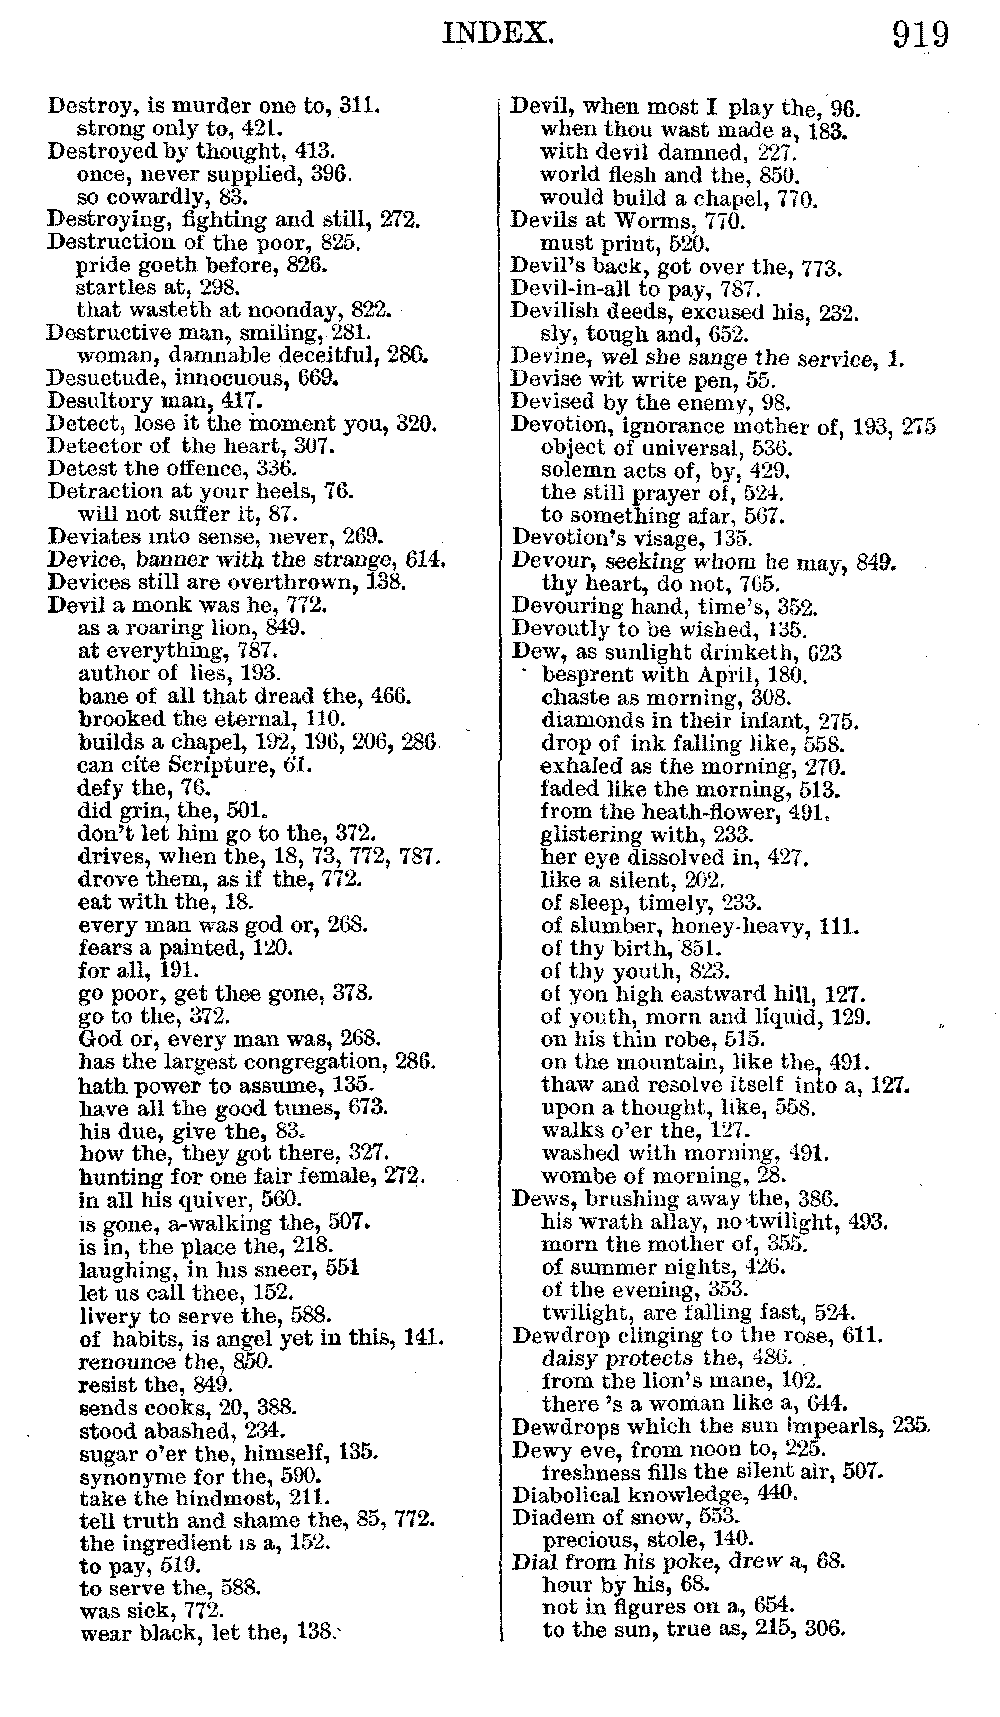 INDEX. 919
Destroy, is murder one to, 311.
strong only to, 421.
Destroyed by thought, 413.
once, never supplied, 396.
so cowardly, 83.
Destroying, fighting and still, 272.
Destruction of the poor, 825.
pride goeth before, 826.
startles at, 298.
that wasteth at noonday, 822.
Destructive man, smiling, 281.
woman, damnable deceitful, 280.
Desuetude, innocuous, 669.
Desultory man, 417.
Detect, lose it the moment you, 320.
Detector of the heart, 307.
Detest the offence, 336.
Detraction at your heels, 76.
will not suffer it, 87.
Deviates into sense, never, 269.
Device, banner with the strange, 614.
Devices still are overthrown, 138.
Devil a monk was he, 772.
as a roaring lion, 849.
at everything, 787.
author of lies, 193.
bane of all that dread the, 466.
brooked the eternal, 110.
builds a chapel, 192, 196, 206, 286.
can cite Scripture, 61.
defy the, 76.
did grin, the, 501.
don't let him go to the, 372.
drives, when the, 18, 73, 772, 787.
drove them, as if the, 772.
eat with the, 18.
every man was god or, 268.
fears a painted, 120.
for all, 191.
go poor, get thee gone, 378.
go to the, 372.
God or, every man was, 268.
has the largest congregation, 286.
hath power to assume, 135.
have all the good tunes, 673.
his due, give the, 83.
how the, they got there, 327.
hunting for one fair female, 272.
in all his quiver, 560.
is gone, a-walking the, 507.
is in, the place the, 218.
laughing, in his sneer, 551
let us call thee, 152.
livery to serve the, 588.
of habits, is angel yet in this, 141.
renounce the, 850.
resist the, 849.
sends cooks, 20, 388.
stood abashed, 234.
sugar o'er the, himself, 135.
synonyme for the, 590.
take the hindmost, 211.
tell truth and shame the, 85, 772.
the ingredient is a, 152.
to pay, 519.
to serve the, 588.
was sick, 772.
wear black, let the, 138.
Devil, when most I play the, 96.
when thou wast made a, 183.
with devil damned, 227.
world flesh and the, 850.
would build a chapel, 770.
Devils at Worms, 770.
must print, 520.
Devil's back, got over the, 773.
Devil-in-all to pay, 787.
Devilish deeds, excused his, 232.
sly, tough and, 652.
Devine, wel she sange the service, 1.
Devise wit write pen, 55.
Devised by the enemy, 98.
Devotion, ignorance mother of, 193, 275
object of universal, 536.
solemn acts of, by, 429.
the still prayer of, 524.
to something afar, 567.
Devotion's visage, 135.
Devour, seeking whom he may, 849.
thy heart, do not, 765.
Devouring hand, time's, 352.
Devoutly to be wished, 135.
Dew, as sunlight drinketh, 623
besprent with April, 180.
chaste as morning, 308.
diamonds in their infant, 275.
drop of ink falling like, 558.
exhaled as the morning, 270.
faded like the morning, 513.
from the heath-flower, 491.
glistering with, 233.
her eye dissolved in, 427.
like a silent, 202.
of sleep, timely, 233.
of slumber, honey-heavy, 111.
of thy birth, 851.
of thy youth, 823.
of yon high eastward hill, 127.
of youth, morn and liquid, 129.
on his thin robe, 515.
on the mountain, like the, 491.
thaw and resolve itself into a, 127.
upon a thought, like, 558.
walks o'er the, 127.
washed with morning, 491.
wombe of morning, 28.
Dews, brushing away the, 386.
his wrath allay, no twilight, 493.
morn the mother of, 355.
of summer nights, 426.
of the evening, 353.
twilight, are falling fast, 524.
Dewdrop clinging to the rose, 611.
daisy protects the, 486.
from the lion's mane, 102.
there 's a woman like a, 644.
Dewdrops which the sun impearls, 235.
Dewy eve, from noon to, 225.
freshness fills the silent air, 507.
Diabolical knowledge, 440.
Diadem of snow, 553.
precious, stole, 140.
Dial from his poke, drew a, 68.
hour by his, 68.
not in figures on a, 654.
to the sun, true as, 215, 306.